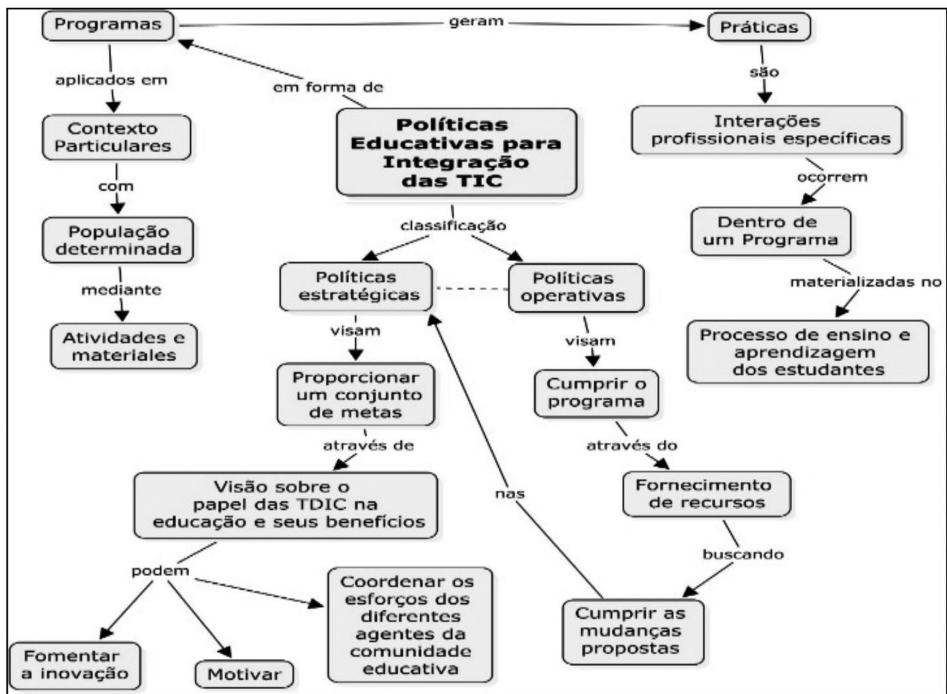 Programas
geram
Práticas
aplicados em
em forma de
são
Contexto
Particulares
Políticas
Educativas para
Integração
das TIC
Interações
profissionais específicas
com
ocorrem
População
determinada
classificação
Dentro de
um Programa
mediante
Políticas
estratégicas
Políticas
operativas
materializadas no
Atividades e
materiales
visam
visam
Processo de ensino e
aprendizagem
dos estudantes
Proporcionar
um conjunto
de metas
Cumprir o
programa
através de
através do
Visão sobre o
papel das TDIC na
educação e seus benefícios
nas
Fornecimento
de recursos
podem
buscando
Coordenar os
esforços dos
diferentes
agentes da
comunidade
educativa
Cumprir as
mudanças
propostas
Fomentar
a inovação
Motivar